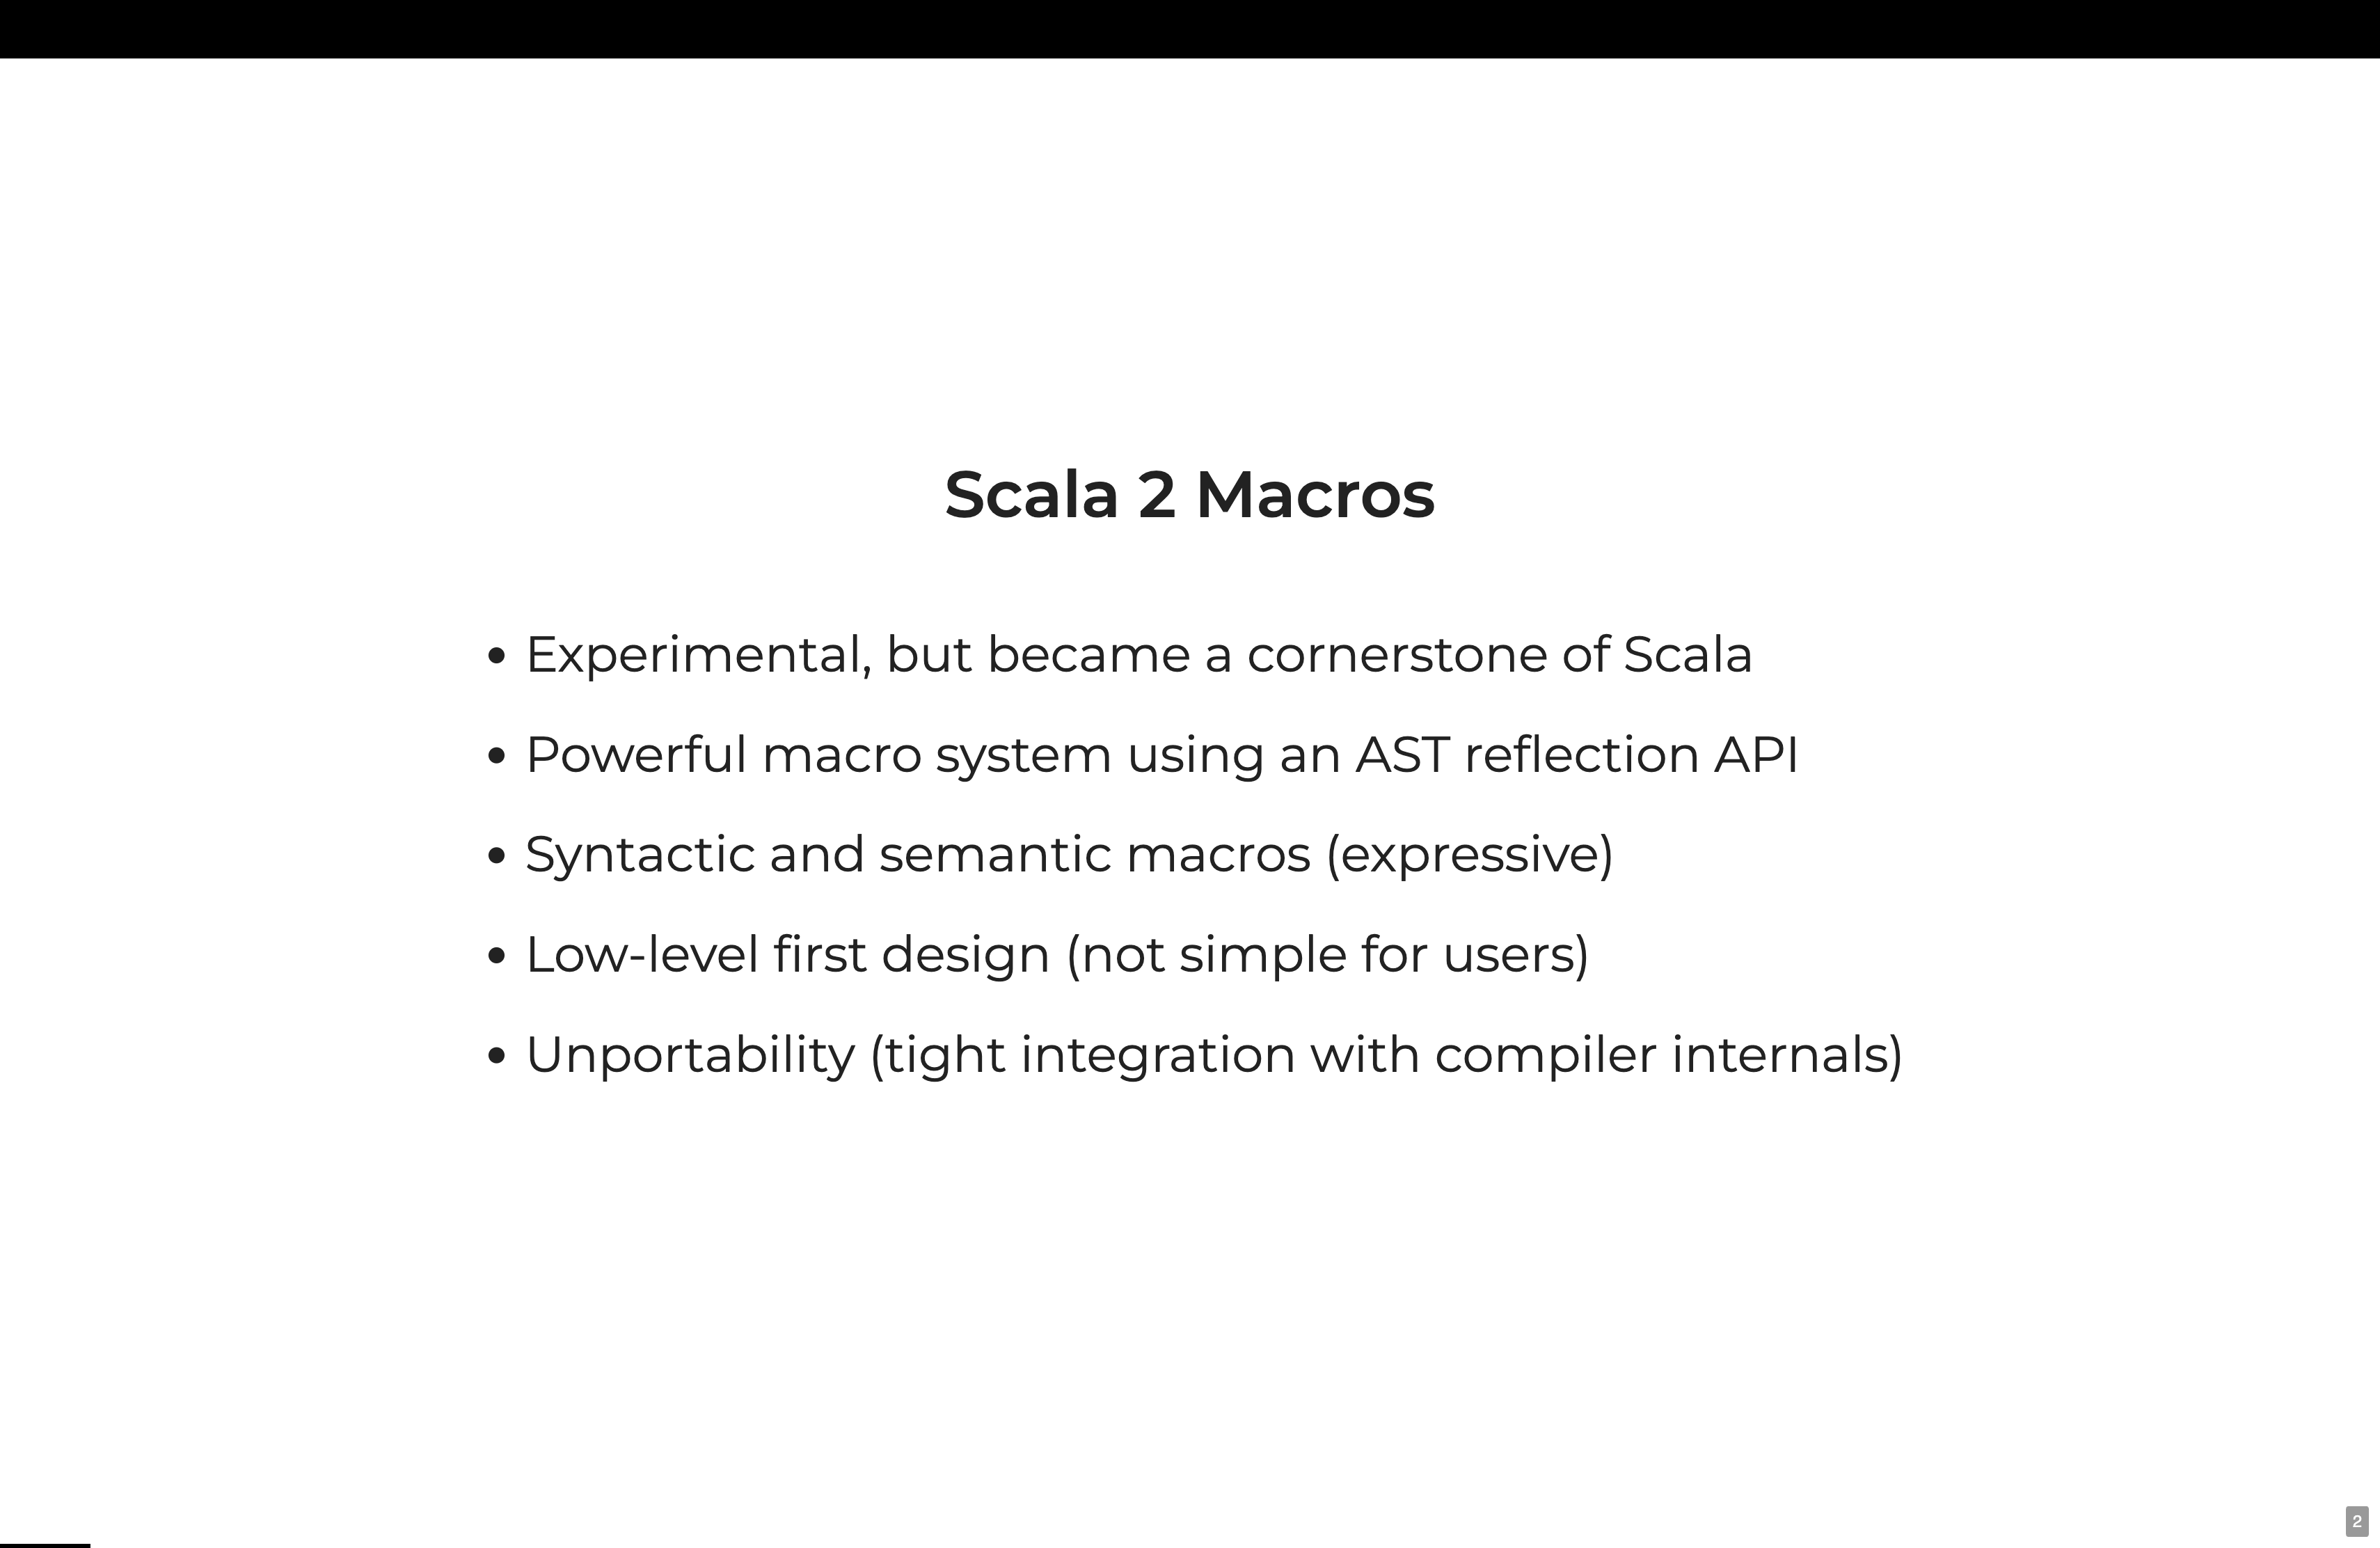 Scala 2 Macros
• Experimental, but became a cornerstone of Scala
• Powerful macro system using an AST reflection API
• Syntactic and semantic macros (expressive)
• Low-level first design (not simple for users)
• Unportability (tight integration with compiler internals)
2